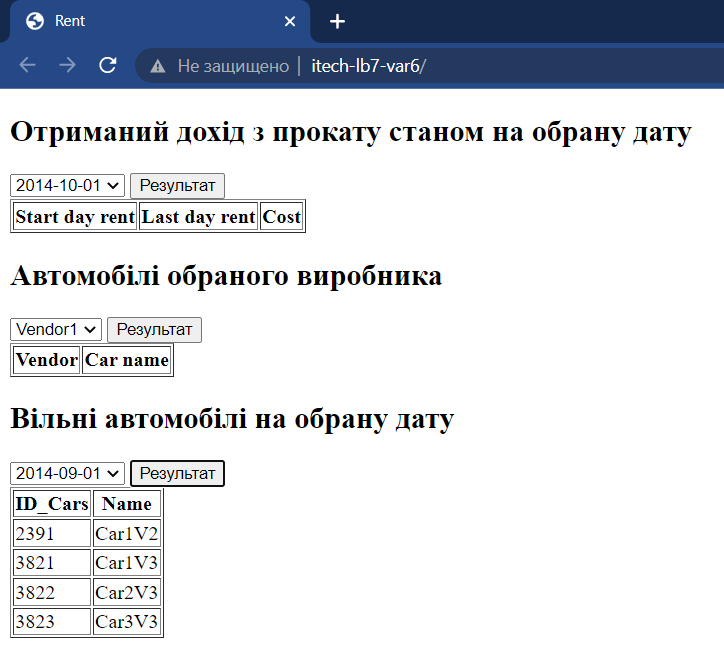 Rent
Не защищено | itech-lb7-var6/
Отриманий дохід з прокату станом на обрану дату
2014-10-01 Результат
Start day rent Last day rent Cost
Автомобілі обраного виробника
Vendor1 Результат
Vendor Car name
Вільні автомобілі на обрану дату
2014-09-01 Результат
ID_Cars Name
2391 Car1V2
3821 Car1V3
3822 Car2V3
3823 Car3V3